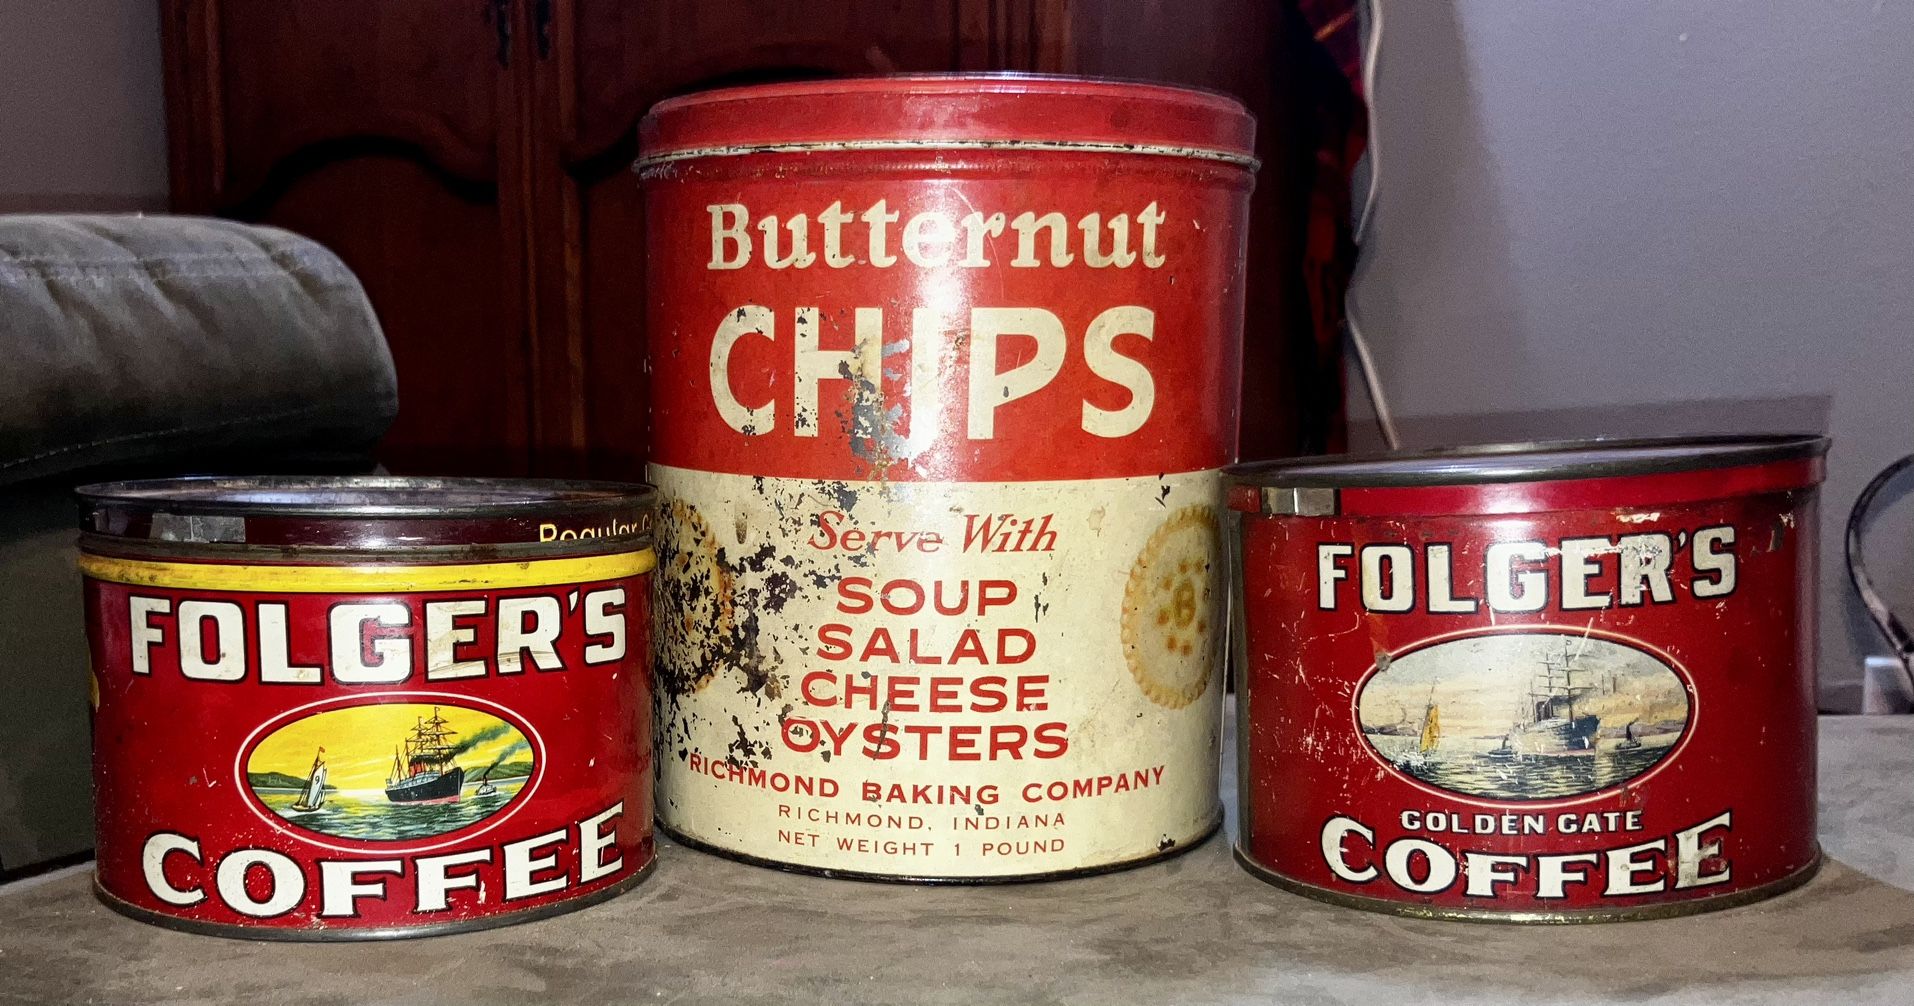 Regular
FOLGER'S
COFFEE
Butternut
CHIPS
Serve With
SOUP
SALAD
CHEESE
OYSTERS
RICHMOND BAKING COMPANY
RICHMOND, INDIANA
NET WEIGHT 1 POUND
B
FOLGER'S
GOLDEN GATE
COFFEE